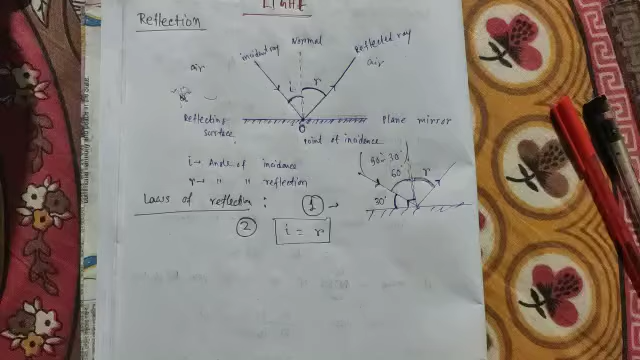 LIGHT
Reflection
incident ray Normal Reflected ray
air i r air
Reflecting surface O Plane mirror
Point of incidence
i → Angle of incidence
r → " " reflection
90°-30°
60° r
30°
Laws of reflection : 1 →
2 i = r